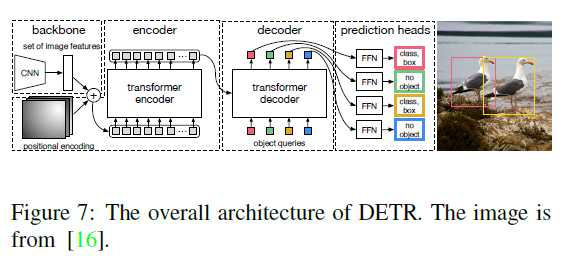 backbone
encoder
decoder
prediction heads
set of image features
CNN
positional encoding
+
...
transformer
encoder
...
transformer
decoder
object queries
FFN
class,
box
FFN
no
object
FFN
class,
box
FFN
no
object
Figure 7: The overall architecture of DETR. The image is
from [16].